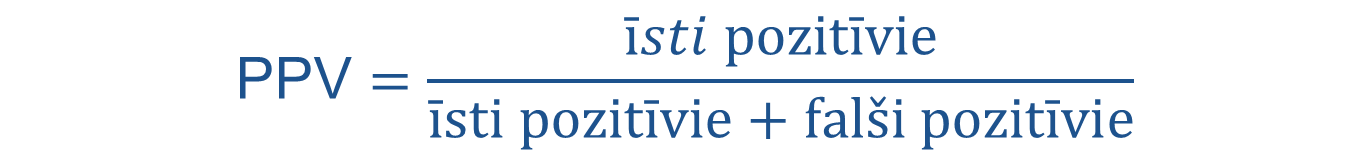 īsti pozitīvie
PPV =
īsti pozitīvie + falši pozitīvie